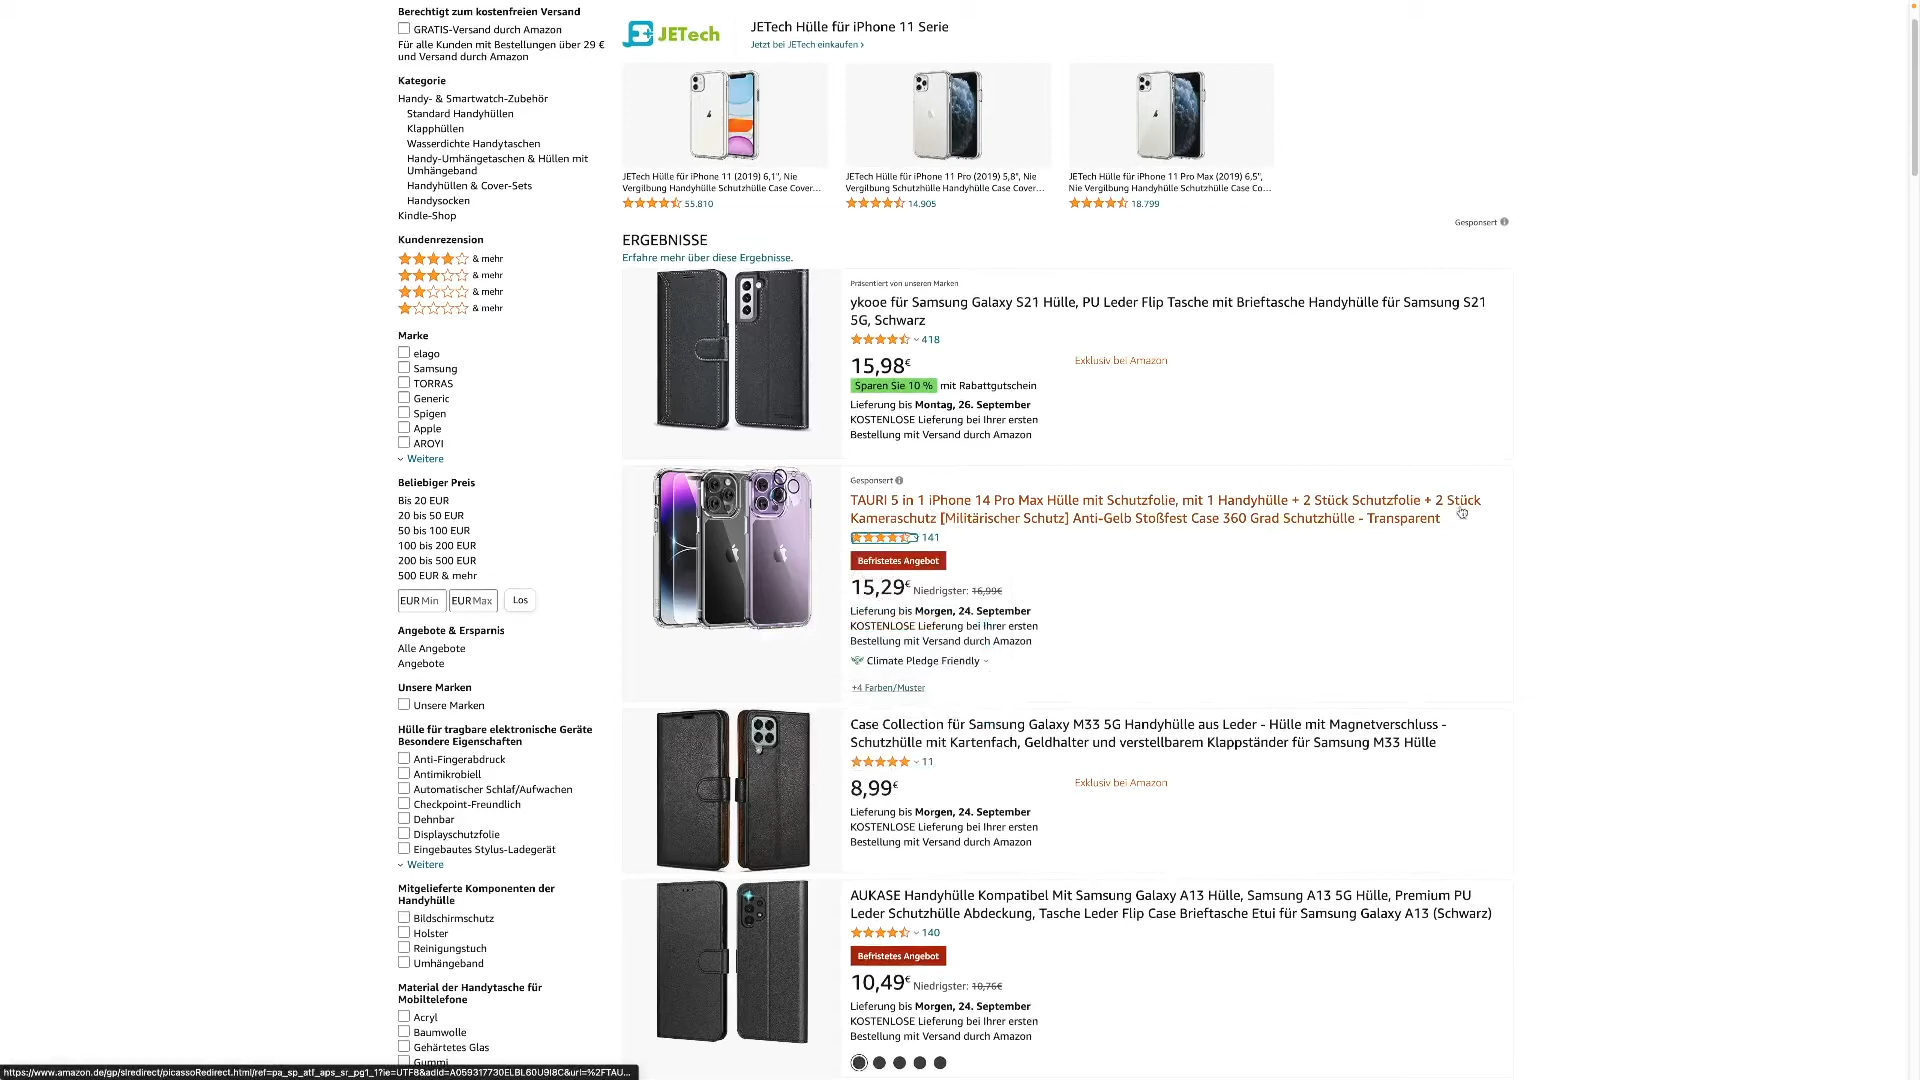 Berechtigt zum kostenfreien Versand
GRATIS-Versand durch Amazon
Für alle Kunden mit Bestellungen über 29 €
und Versand durch Amazon
Kategorie
Handy- & Smartwatch-Zubehör
Standard Handyhüllen
Klapphüllen
Wasserdichte Handytaschen
Handy-Umhängetaschen & Hüllen mit
Umhängeband
Handyhüllen & Cover-Sets
Handysocken
Kindle-Shop
Kundenrezension
& mehr
& mehr
& mehr
& mehr
Marke
elago
Samsung
TORRAS
Generic
Spigen
Apple
AROYI
Weitere
Beliebiger Preis
Bis 20 EUR
20 bis 50 EUR
50 bis 100 EUR
100 bis 200 EUR
200 bis 500 EUR
500 EUR & mehr
EUR Min EUR Max Los
Angebote & Ersparnis
Alle Angebote
Angebote
Unsere Marken
Unsere Marken
Hülle für tragbare elektronische Geräte
Besondere Eigenschaften
Anti-Fingerabdruck
Antimikrobiell
Automatischer Schlaf/Aufwachen
Checkpoint-Freundlich
Dehnbar
Displayschutzfolie
Eingebautes Stylus-Ladegerät
Weitere
Mitgelieferte Komponenten der
Handyhülle
Bildschirmschutz
Holster
Reinigungstuch
Umhängeband
Material der Handytasche für
Mobiltelefone
Acryl
Baumwolle
Gehärtetes Glas
Gummi
JETech
JETech Hülle für iPhone 11 Serie
Jetzt bei JETech einkaufen ›
JETech Hülle für iPhone 11 (2019) 6,1", Nie
Vergilbung Handyhülle Schutzhülle Case Cover...
55.810
JETech Hülle für iPhone 11 Pro (2019) 5,8", Nie
Vergilbung Schutzhülle Handyhülle Case Cover...
14.905
JETech Hülle für iPhone 11 Pro Max (2019) 6,5",
Nie Vergilbung Handyhülle Schutzhülle Case Co...
18.799
Gesponsert
ERGEBNISSE
Erfahre mehr über diese Ergebnisse.
Präsentiert von unseren Marken
ykooe für Samsung Galaxy S21 Hülle, PU Leder Flip Tasche mit Brieftasche Handyhülle für Samsung S21
5G, Schwarz
418
15,98€
Exklusiv bei Amazon
Sparen Sie 10 % mit Rabattgutschein
Lieferung bis Montag, 26. September
KOSTENLOSE Lieferung bei Ihrer ersten
Bestellung mit Versand durch Amazon
Gesponsert
TAURI 5 in 1 iPhone 14 Pro Max Hülle mit Schutzfolie, mit 1 Handyhülle + 2 Stück Schutzfolie + 2 Stück
Kameraschutz [Militärischer Schutz] Anti-Gelb Stoßfest Case 360 Grad Schutzhülle - Transparent
141
Befristetes Angebot
15,29€ Niedrigster: 16,99€
Lieferung bis Morgen, 24. September
KOSTENLOSE Lieferung bei Ihrer ersten
Bestellung mit Versand durch Amazon
Climate Pledge Friendly
+4 Farben/Muster
Case Collection für Samsung Galaxy M33 5G Handyhülle aus Leder - Hülle mit Magnetverschluss -
Schutzhülle mit Kartenfach, Geldhalter und verstellbarem Klappständer für Samsung M33 Hülle
11
8,99€
Exklusiv bei Amazon
Lieferung bis Morgen, 24. September
KOSTENLOSE Lieferung bei Ihrer ersten
Bestellung mit Versand durch Amazon
AUKASE Handyhülle Kompatibel Mit Samsung Galaxy A13 Hülle, Samsung A13 5G Hülle, Premium PU
Leder Schutzhülle Abdeckung, Tasche Leder Flip Case Brieftasche Etui für Samsung Galaxy A13 (Schwarz)
140
Befristetes Angebot
10,49€ Niedrigster: 10,76€
Lieferung bis Morgen, 24. September
KOSTENLOSE Lieferung bei Ihrer ersten
Bestellung mit Versand durch Amazon
https://www.amazon.de/gp/slredirect/picassoRedirect.html/ref=pa_sp_atf_aps_sr_pg1_1?ie=UTF8&adId=A059317730ELBL60U9I8C&url=%2FTAU...